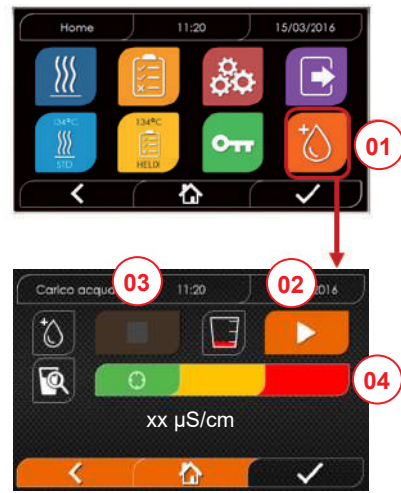 Home 11:20 15/03/2016
134°C 134°C
STD HELIX
01
03 02
Carico acqu 11:20 2016
04
xx µS/cm